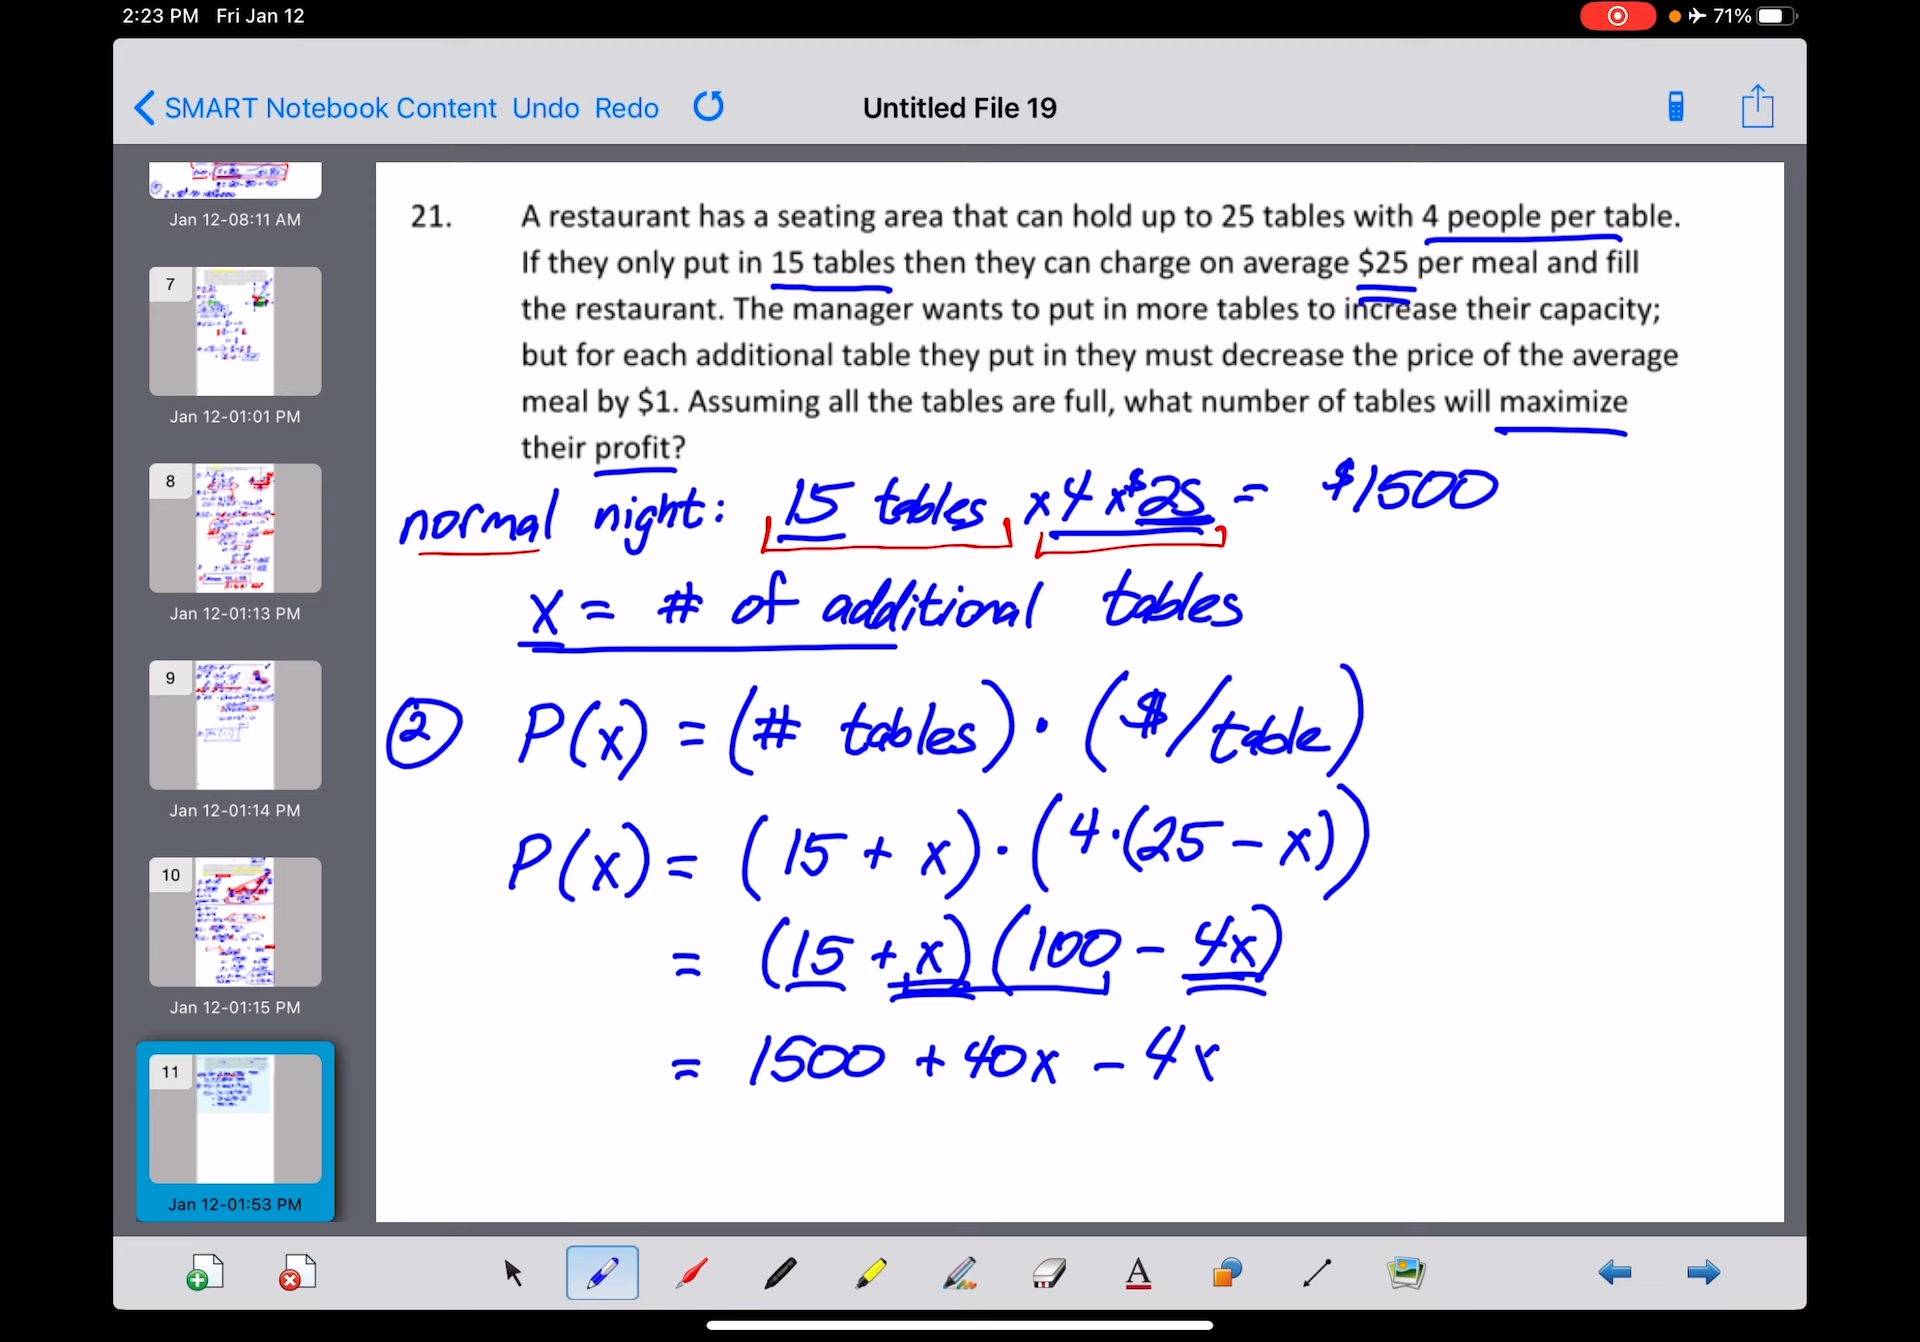 2:23 PM Fri Jan 12
71%
SMART Notebook Content Undo Redo
Untitled File 19
Jan 12-08:11 AM
7
Jan 12-01:01 PM
8
Jan 12-01:13 PM
9
Jan 12-01:14 PM
10
Jan 12-01:15 PM
11
Jan 12-01:53 PM
21. A restaurant has a seating area that can hold up to 25 tables with 4 people per table.
If they only put in 15 tables then they can charge on average $25 per meal and fill
the restaurant. The manager wants to put in more tables to increase their capacity;
but for each additional table they put in they must decrease the price of the average
meal by $1. Assuming all the tables are full, what number of tables will maximize
their profit?
normal night: 15 tables x 4 x $25 = $1500
x = # of additional tables
② P(x) = (# tables) · ($/table)
P(x) = (15 + x) · (4·(25 - x))
= (15 + x) (100 - 4x)
= 1500 + 40x - 4x
A